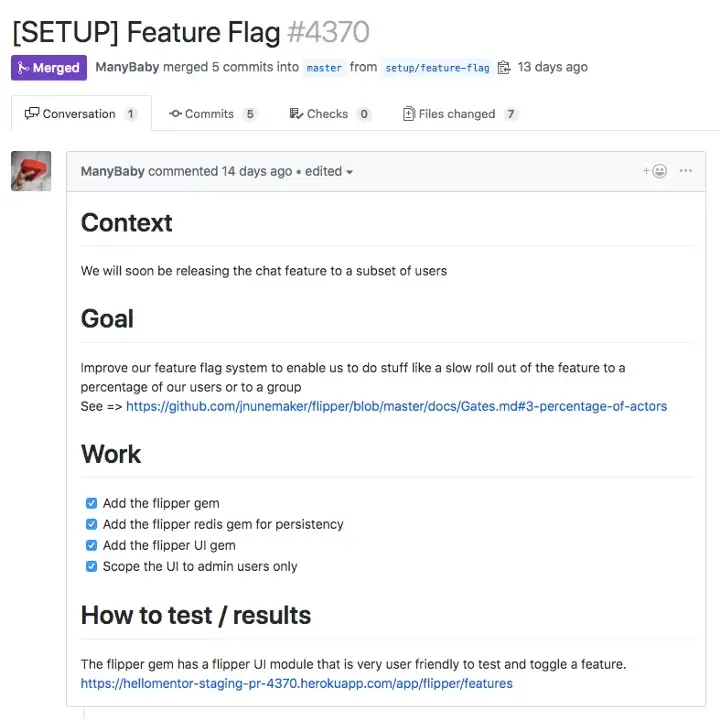 [SETUP] Feature Flag #4370
Merged ManyBaby merged 5 commits into master from setup/feature-flag 13 days ago
Conversation 1 Commits 5 Checks 0 Files changed 7
ManyBaby commented 14 days ago • edited
Context
We will soon be releasing the chat feature to a subset of users
Goal
Improve our feature flag system to enable us to do stuff like a slow roll out of the feature to a
percentage of our users or to a group
See => https://github.com/jnunemaker/flipper/blob/master/docs/Gates.md#3-percentage-of-actors
Work
Add the flipper gem
Add the flipper redis gem for persistency
Add the flipper UI gem
Scope the UI to admin users only
How to test / results
The flipper gem has a flipper UI module that is very user friendly to test and toggle a feature.
https://hellomentor-staging-pr-4370.herokuapp.com/app/flipper/features